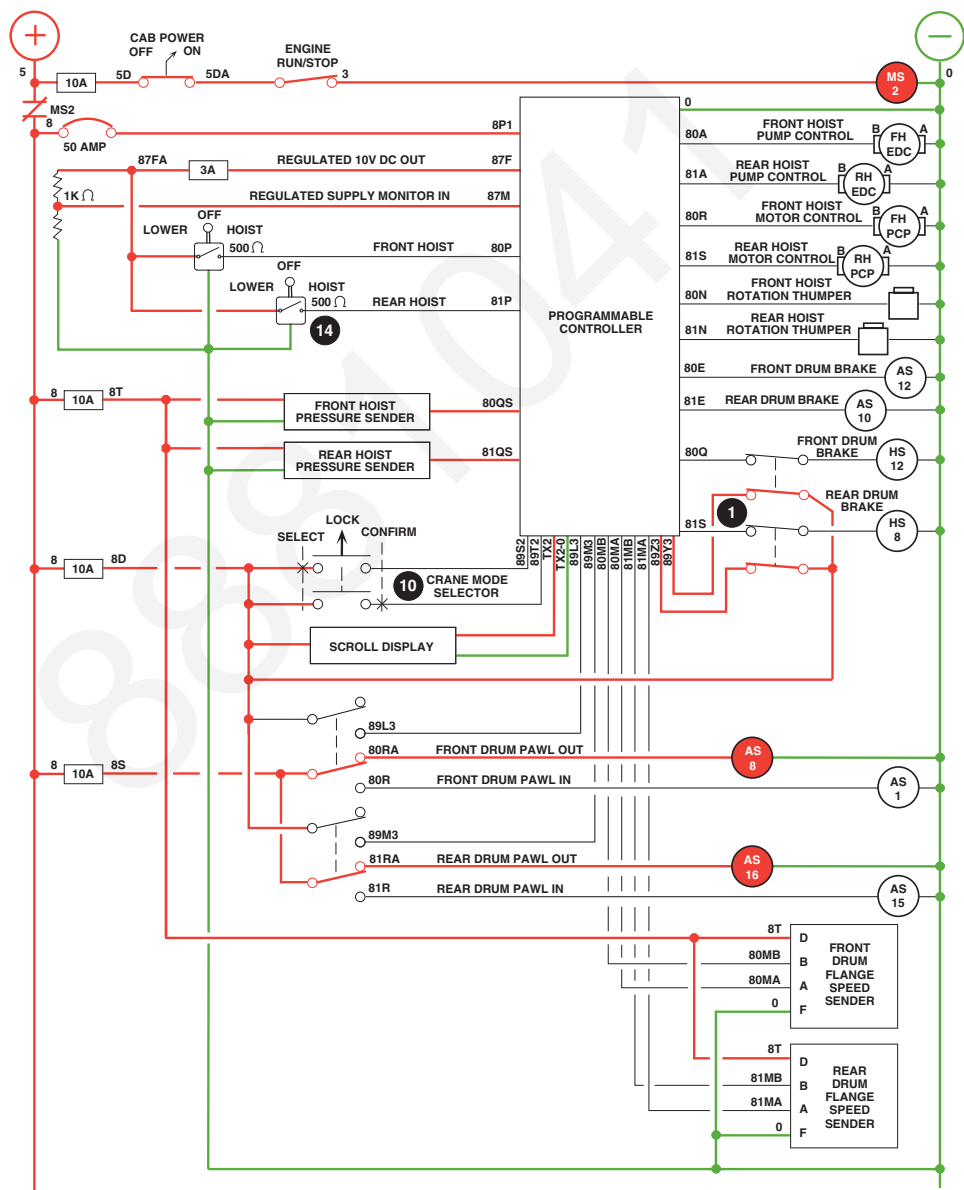 +
−
CAB POWER
OFF ON
ENGINE
RUN/STOP
5
10A
5D
5DA
3
MS
2
0
MS2
8
50 AMP
8P1
0
87FA
3A
REGULATED 10V DC OUT
87F
1K Ω
REGULATED SUPPLY MONITOR IN
87M
OFF
LOWER HOIST
500 Ω
FRONT HOIST
80P
OFF
LOWER HOIST
500 Ω
REAR HOIST
81P
14
PROGRAMMABLE
CONTROLLER
80A
FRONT HOIST
PUMP CONTROL
B
FH
EDC
A
81A
REAR HOIST
PUMP CONTROL
B
RH
EDC
A
80R
FRONT HOIST
MOTOR CONTROL
B
FH
PCP
A
81S
REAR HOIST
MOTOR CONTROL
B
RH
PCP
A
80N
FRONT HOIST
ROTATION THUMPER
81N
REAR HOIST
ROTATION THUMPER
80E
FRONT DRUM BRAKE
AS
12
81E
REAR DRUM BRAKE
AS
10
80Q
FRONT DRUM
BRAKE
HS
12
81S
REAR DRUM
BRAKE
HS
8
1
8
10A
8T
FRONT HOIST
PRESSURE SENDER
80QS
REAR HOIST
PRESSURE SENDER
81QS
89S2
89T2
TX2
TX2-0
89L3
89M3
80MB
80MA
81MB
81MA
89Z3
89Y3
8
10A
8D
LOCK
SELECT CONFIRM
10
CRANE MODE
SELECTOR
SCROLL DISPLAY
89L3
80RA
FRONT DRUM PAWL OUT
AS
8
8
10A
8S
80R
FRONT DRUM PAWL IN
AS
1
89M3
81RA
REAR DRUM PAWL OUT
AS
16
81R
REAR DRUM PAWL IN
AS
15
8T
D
80MB
B
80MA
A
0
F
FRONT
DRUM
FLANGE
SPEED
SENDER
8T
D
81MB
B
81MA
A
0
F
REAR
DRUM
FLANGE
SPEED
SENDER
8881041